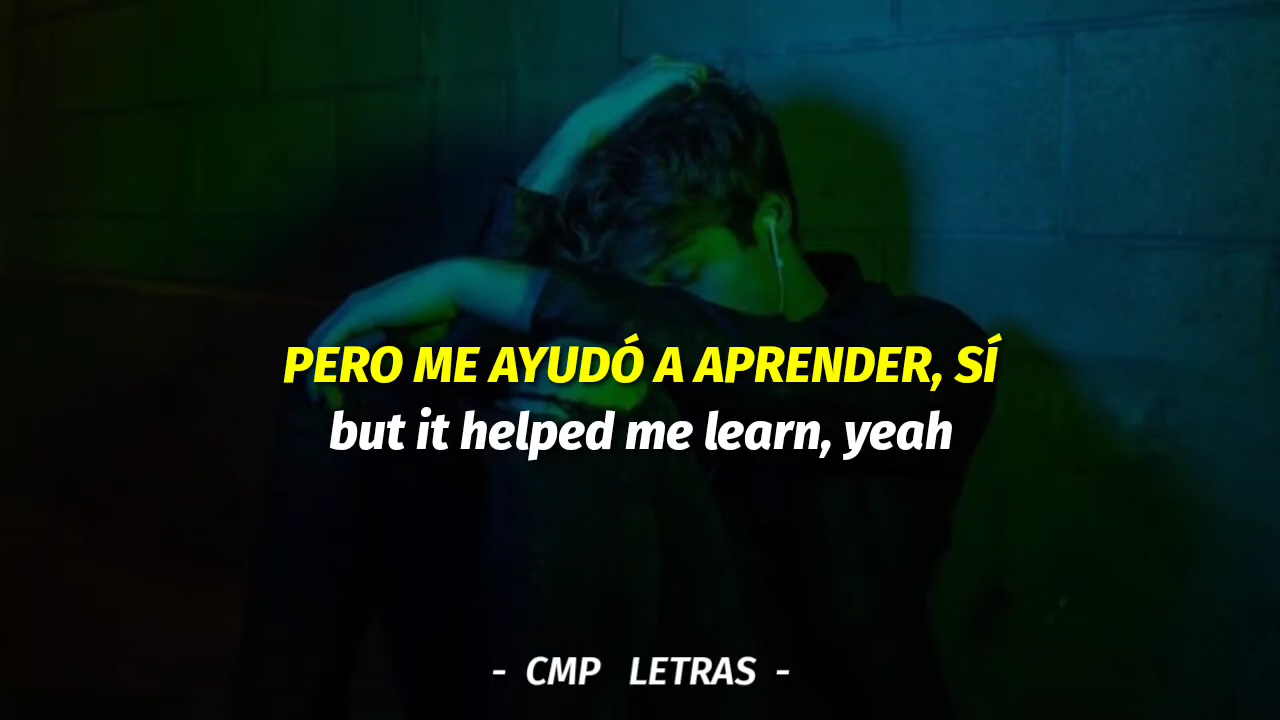 PERO ME AYUDÓ A APRENDER, SÍ
but it helped me learn, yeah
- CMP LETRAS -